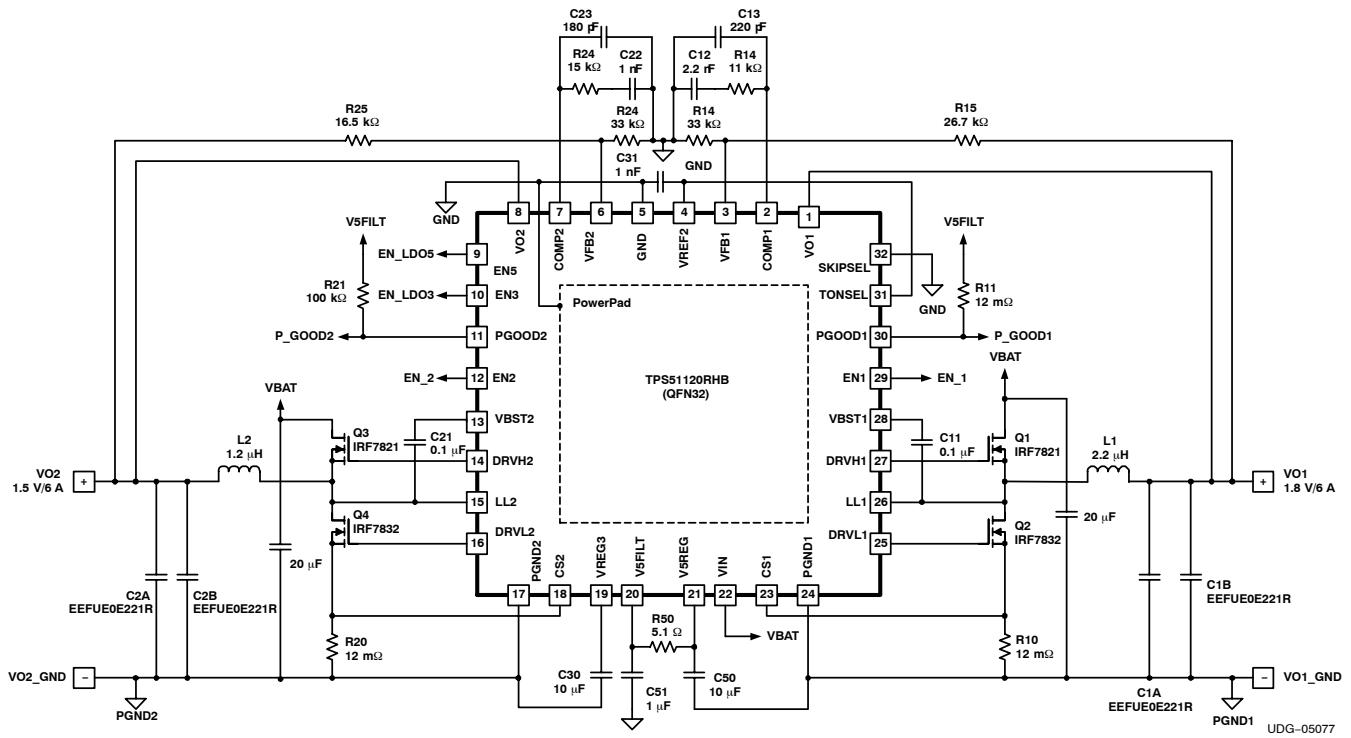 C23
180 pF
C13
220 pF
R24
15 kΩ
C22
1 nF
C12
2.2 nF
R14
11 kΩ
R25
16.5 kΩ
R24
33 kΩ
R14
33 kΩ
R15
26.7 kΩ
C31
1 nF
GND
GND
8
7
6
5
4
3
2
1
VO2
COMP2
VFB2
GND
VREF2
VFB1
COMP1
VO1
V5FILT
V5FILT
EN_LDO5
9
EN5
32
SKIPSEL
R21
100 kΩ
EN_LDO3
10
EN3
PowerPad
TONSEL
31
GND
R11
12 mΩ
P_GOOD2
11
PGOOD2
PGOOD1
30
P_GOOD1
TPS51120RHB
(QFN32)
VBAT
EN_2
12
EN2
EN1
29
EN_1
VBAT
13
VBST2
VBST1
28
Q3
IRF7821
C21
0.1 μF
C11
0.1 μF
Q1
IRF7821
L2
1.2 μH
L1
2.2 μH
14
DRVH2
DRVH1
27
VO2
1.5 V/6 A
+
+
VO1
1.8 V/6 A
15
LL2
LL1
26
Q4
IRF7832
20 μF
Q2
IRF7832
16
DRVL2
DRVL1
25
20 μF
PGND2
CS2
VREG3
V5FILT
V5REG
VIN
CS1
PGND1
17
18
19
20
21
22
23
24
C2A
EEFUE0E221R
C2B
EEFUE0E221R
C1B
EEFUE0E221R
R50
5.1 Ω
VBAT
R20
12 mΩ
R10
12 mΩ
VO2_GND
−
−
VO1_GND
C30
10 μF
C51
1 μF
C50
10 μF
C1A
EEFUE0E221R
PGND2
PGND1
UDG–05077